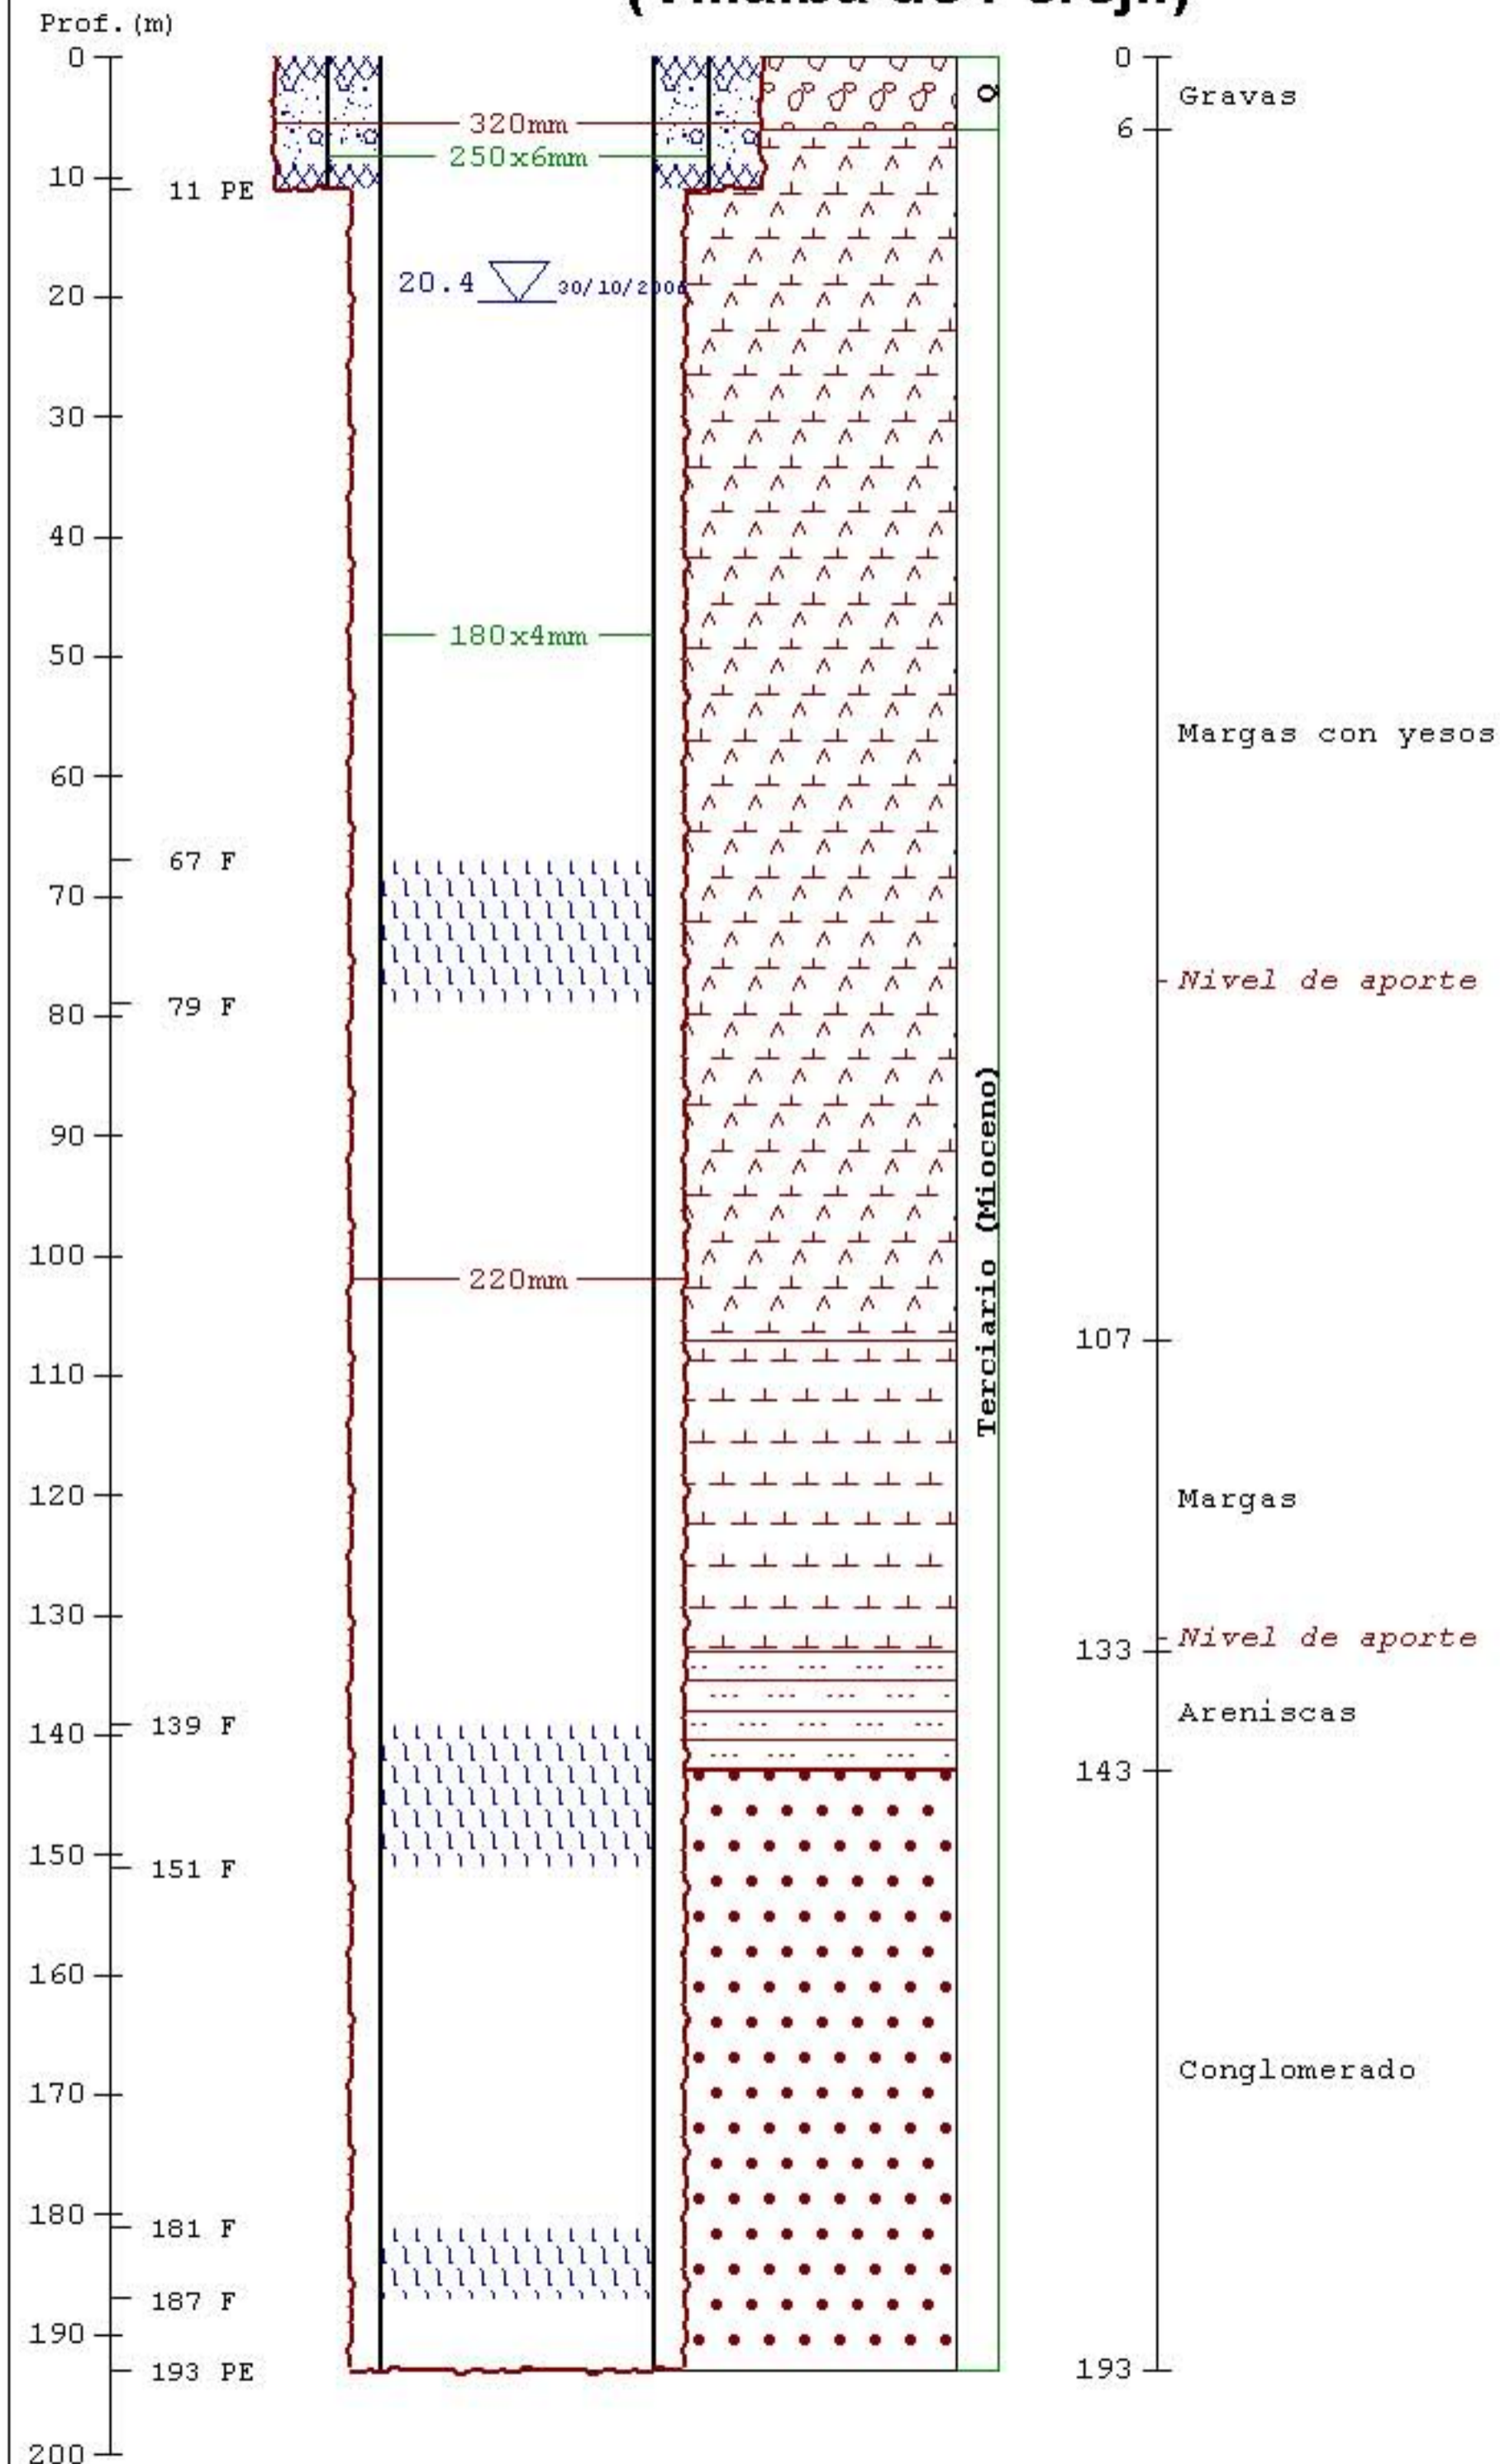 Prof.(m)
0
10
20
30
40
50
60
70
80
90
100
110
120
130
140
150
160
170
180
190
200
11 PE
67 F
79 F
139 F
151 F
181 F
187 F
193 PE
320mm
250x6mm
20.4
180x4mm
220mm
Q
Terciario (Mioceno)
0
Gravas
6
Margas con yesos
Nivel de aporte
107
Margas
Nivel de aporte
133
Areniscas
143
Conglomerado
193